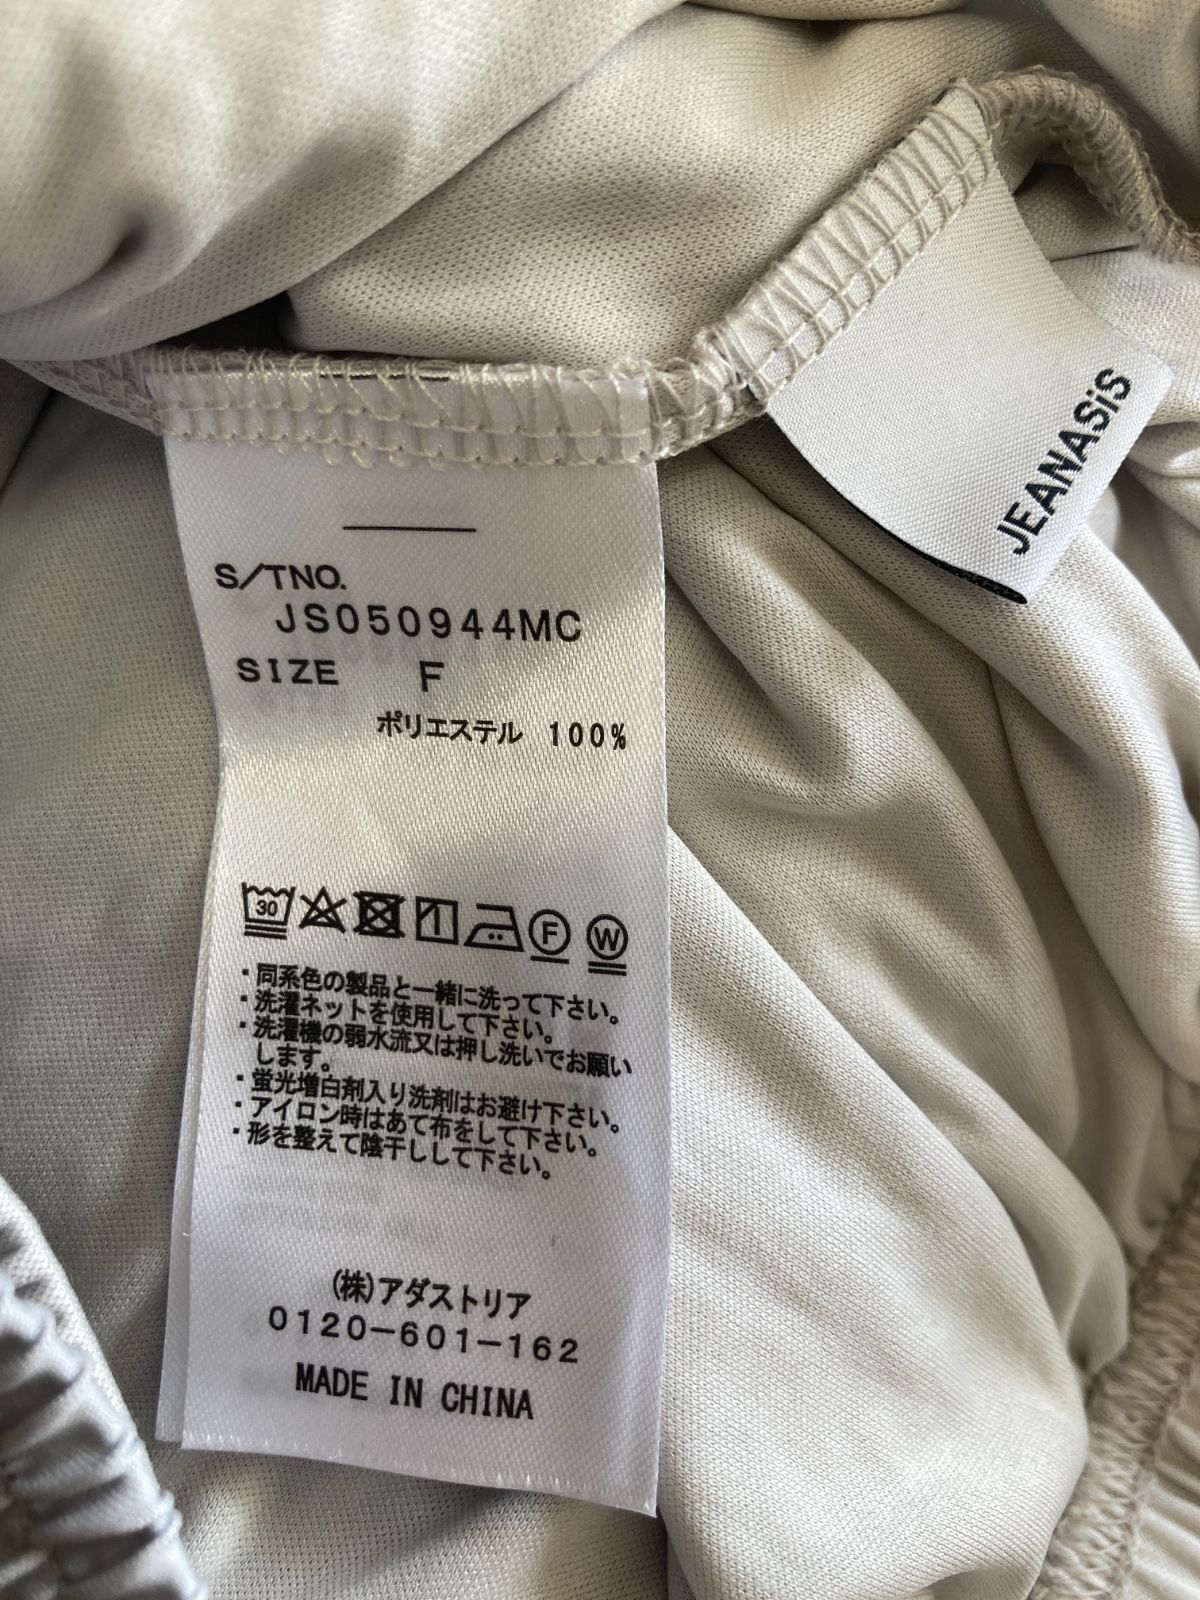 JEANASiS
S/TNO.
JS050944MC
SIZE F
ポリエステル 100%
30 F W
・同系色の製品と一緒に洗って下さい。
・洗濯ネットを使用して下さい。
・洗濯機の弱水流又は押し洗いでお願い
します。
・蛍光増白剤入り洗剤はお避け下さい。
・アイロン時はあて布をして下さい。
・形を整えて陰干しして下さい。
(株)アダストリア
0120-601-162
MADE IN CHINA